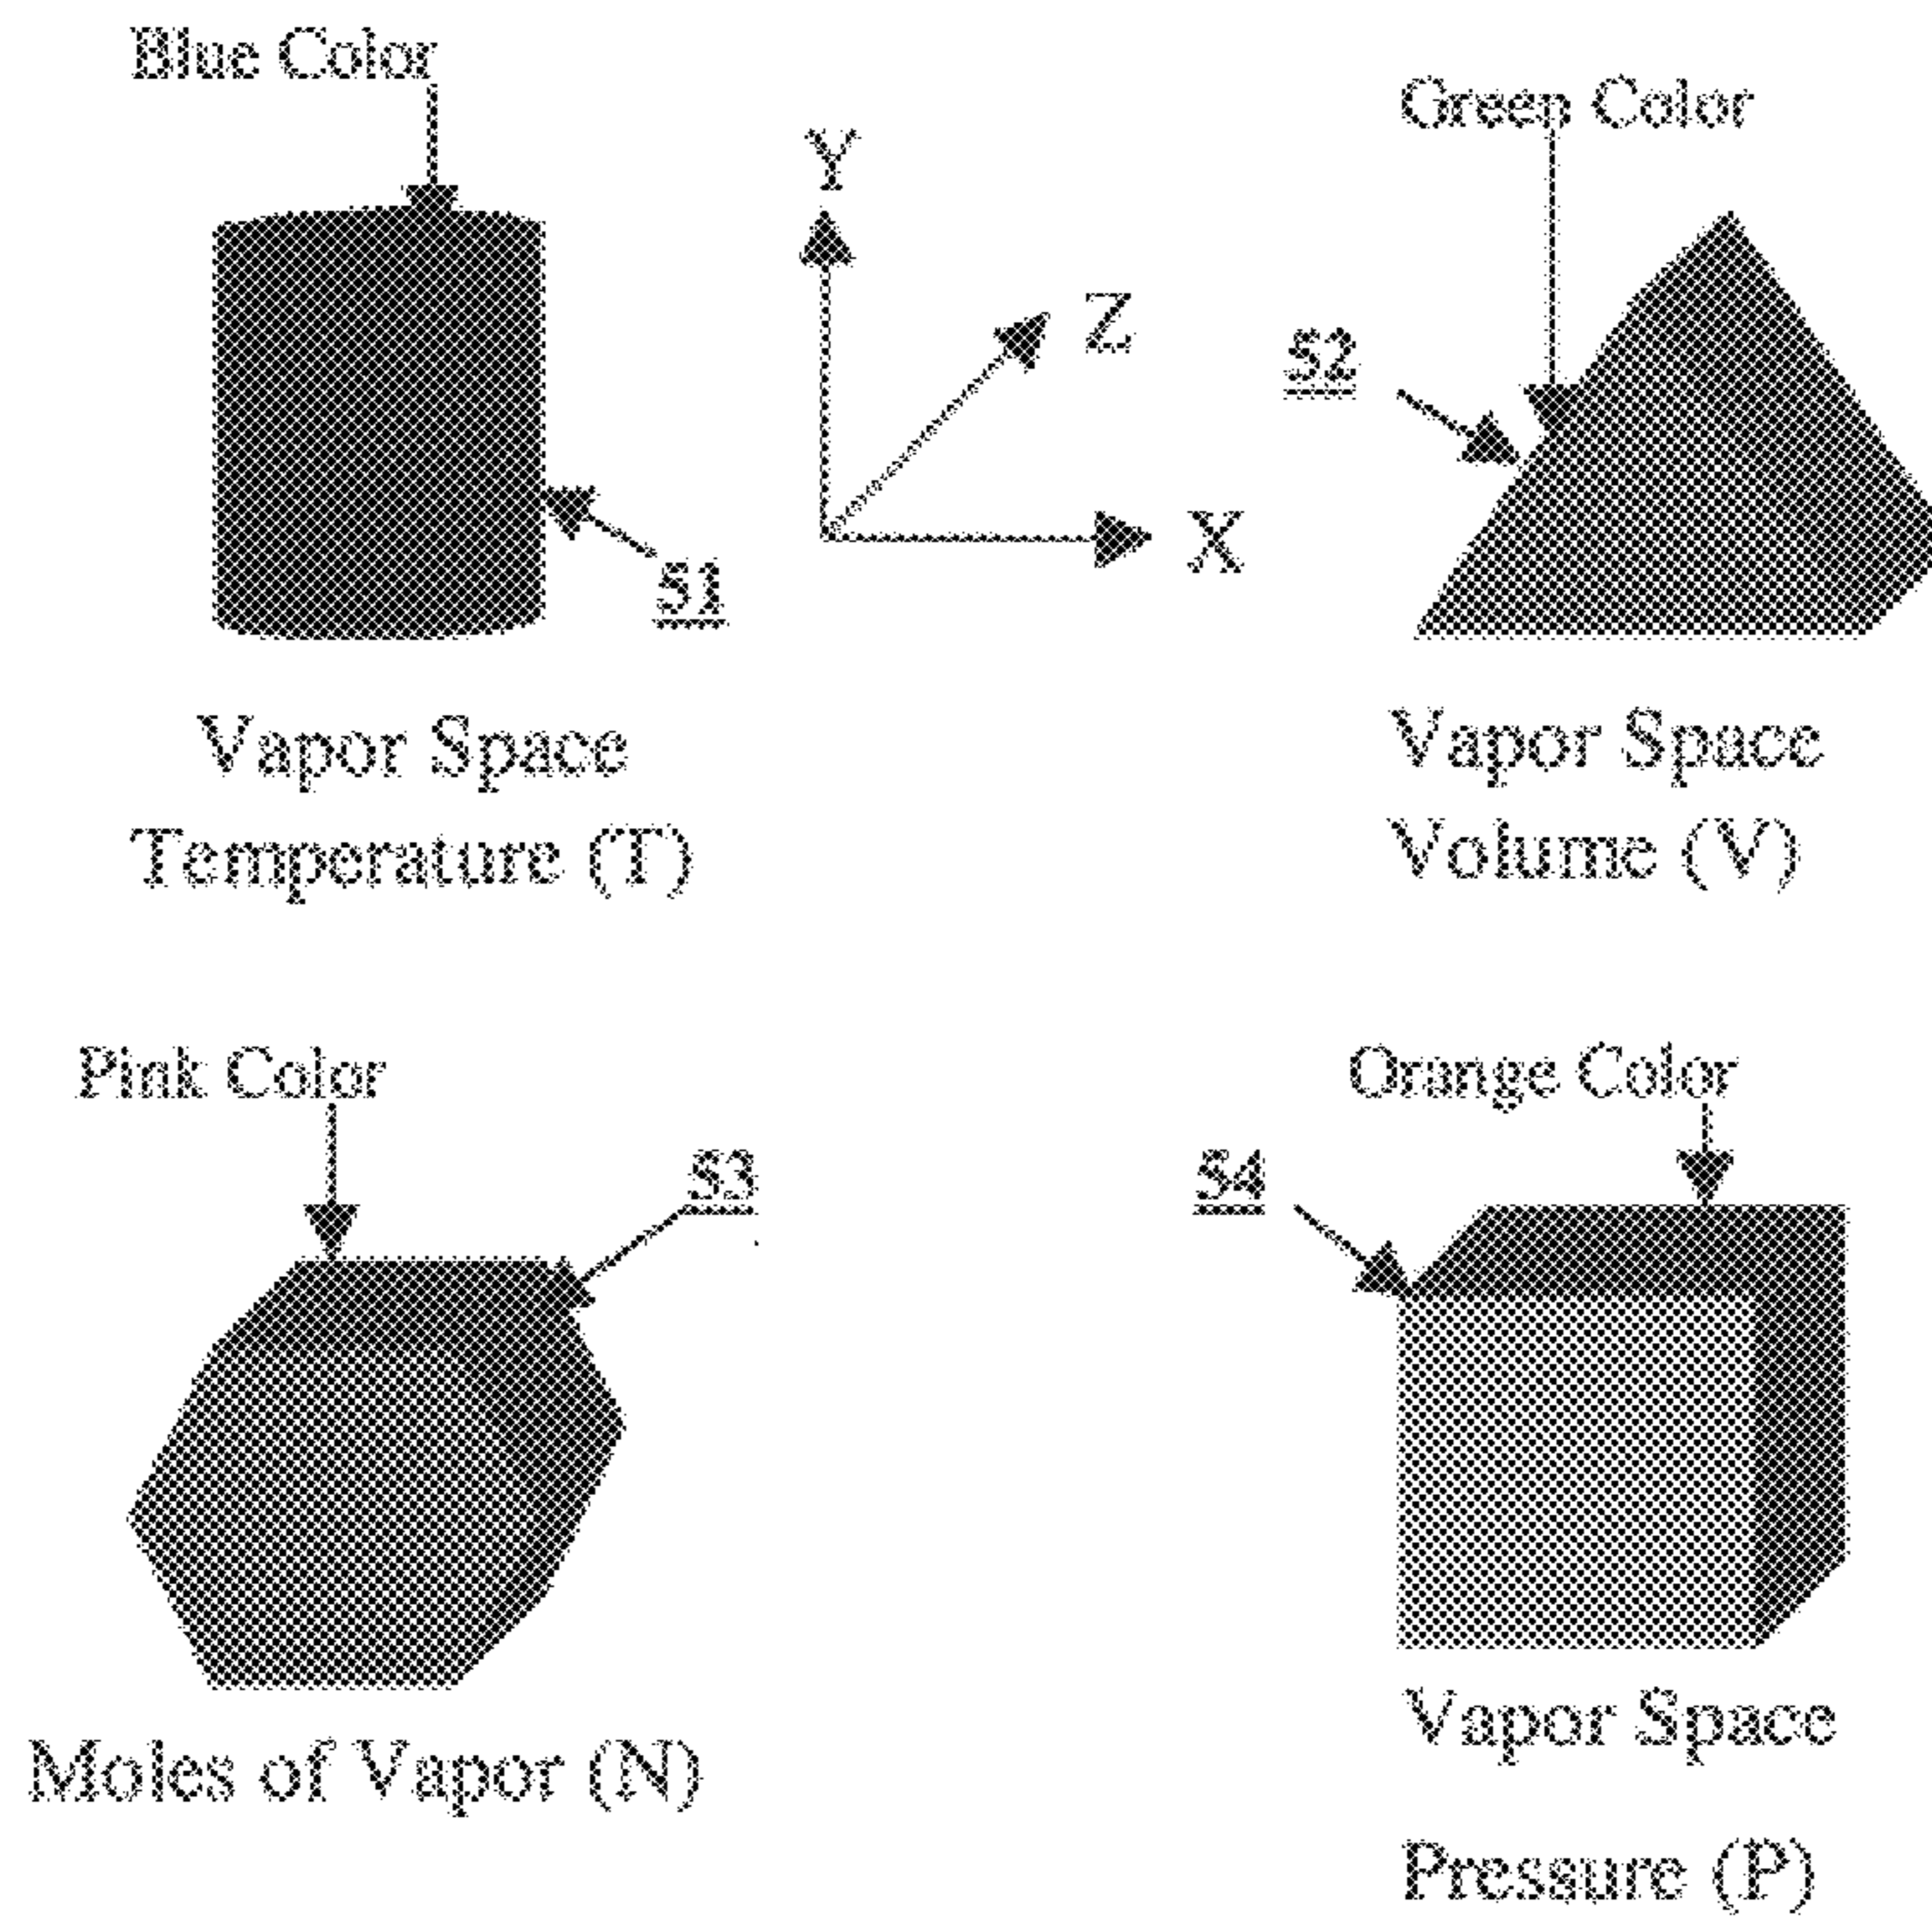 Blue Color
Green Color
Y
Z
S2
X
S1
Vapor Space
Temperature (T)
Vapor Space
Volume (V)
Pink Color
Orange Color
S3
S4
Moles of Vapor (N)
Vapor Space
Pressure (P)